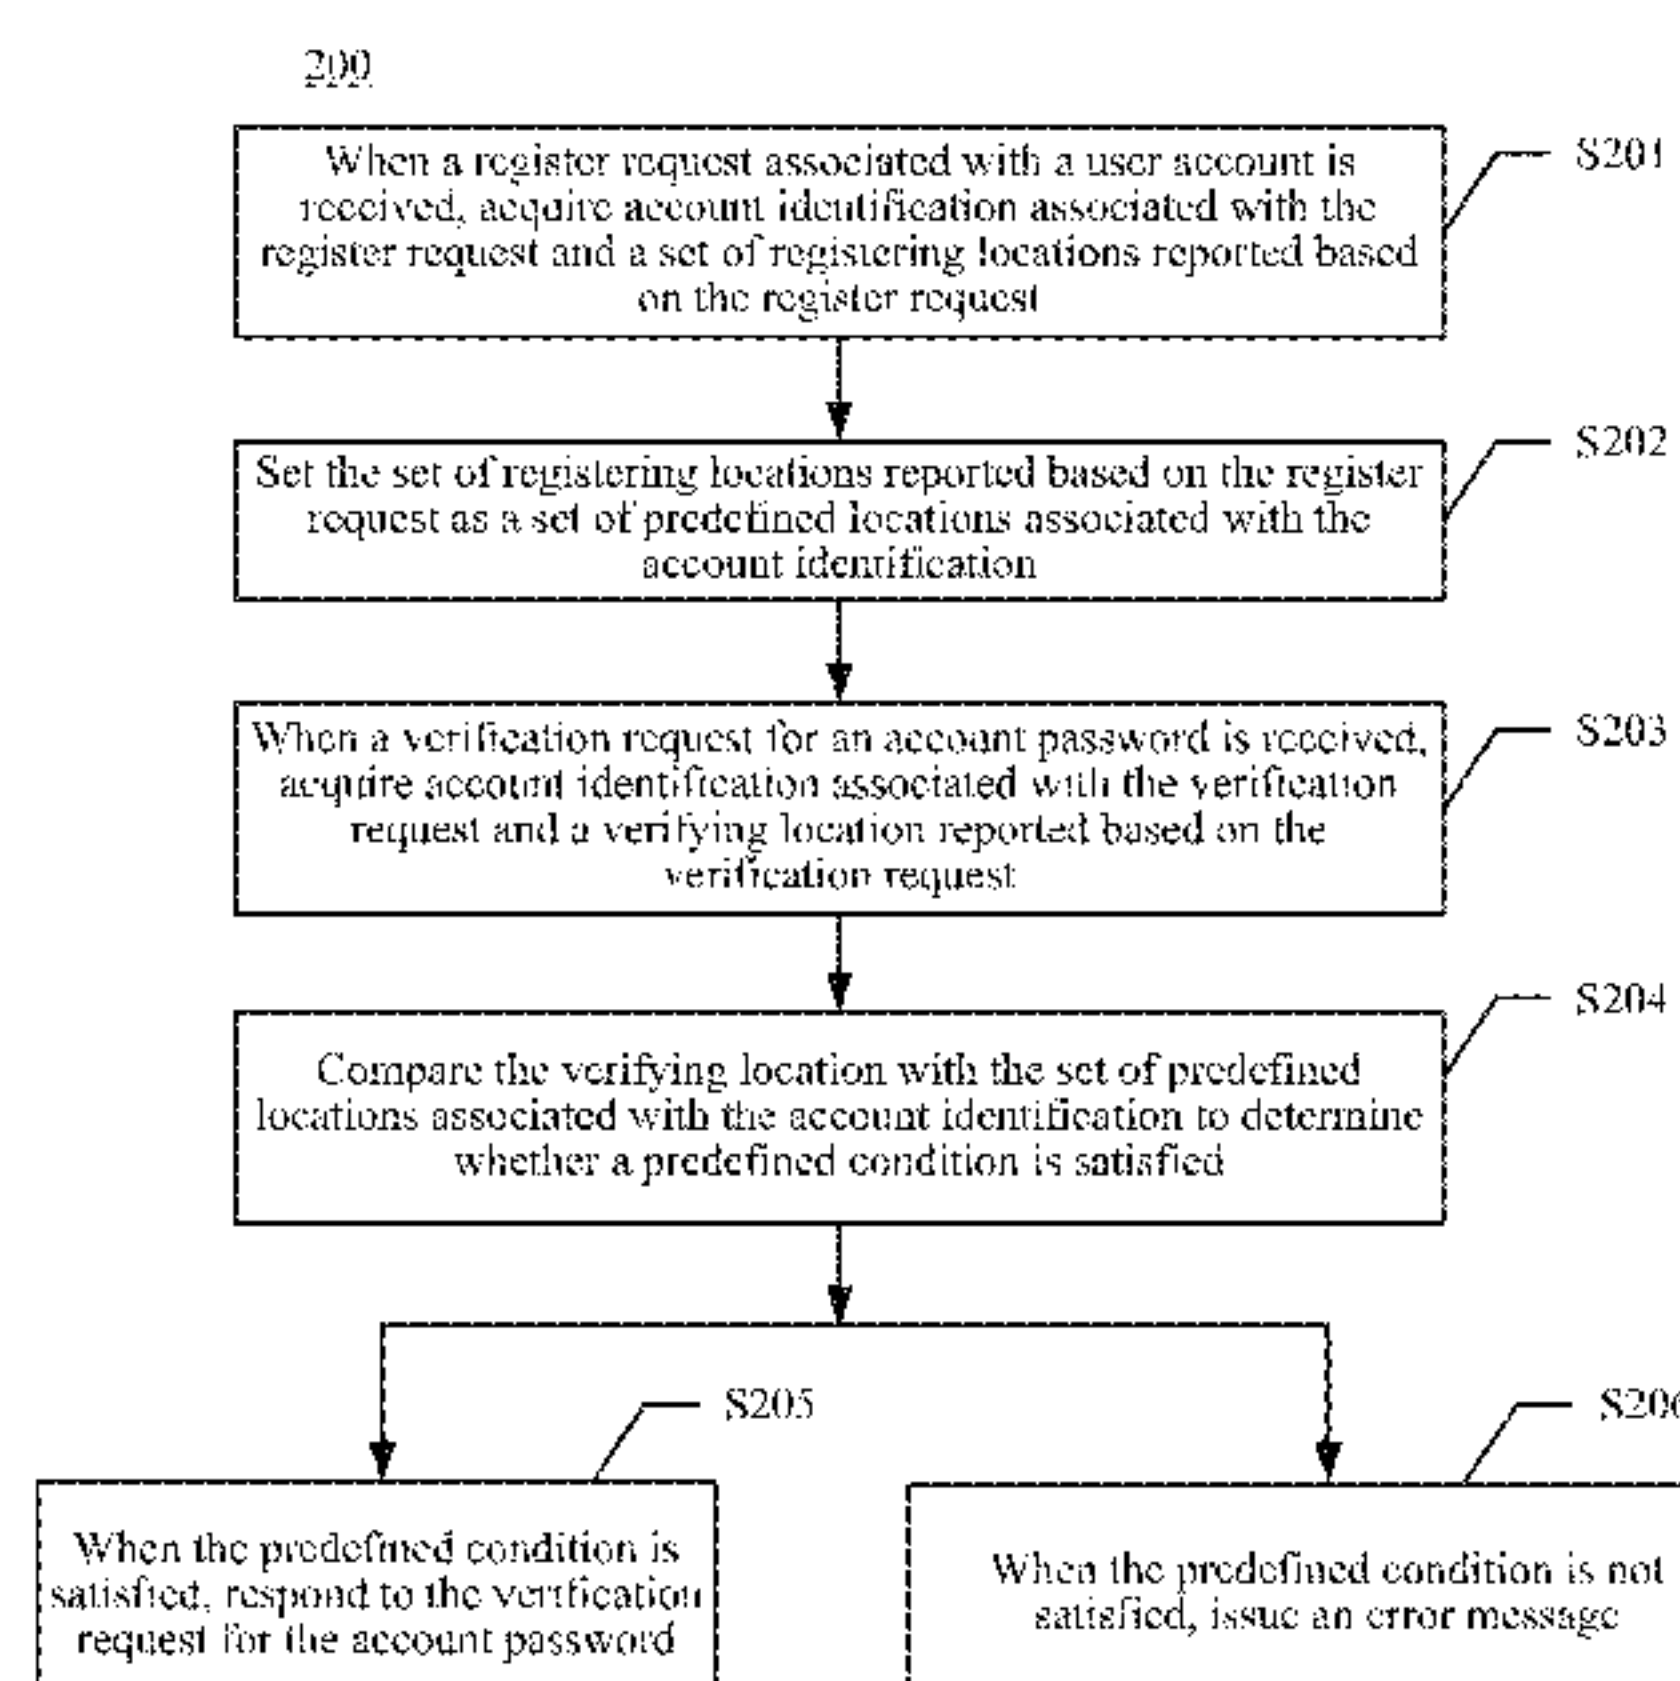 200
When a register request associated with a user account is
received, acquire account identification associated with the
register request and a set of registering locations reported based
on the register request
S201
Set the set of registering locations reported based on the register
request as a set of predefined locations associated with the
account identification
S202
When a verification request for an account password is received,
acquire account identification associated with the verification
request and a verifying location reported based on the
verification request
S203
Compare the verifying location with the set of predefined
locations associated with the account identification to determine
whether a predefined condition is satisfied
S204
S205
When the predefined condition is
satisfied, respond to the verification
request for the account password
S206
When the predefined condition is not
satisfied, issue an error message